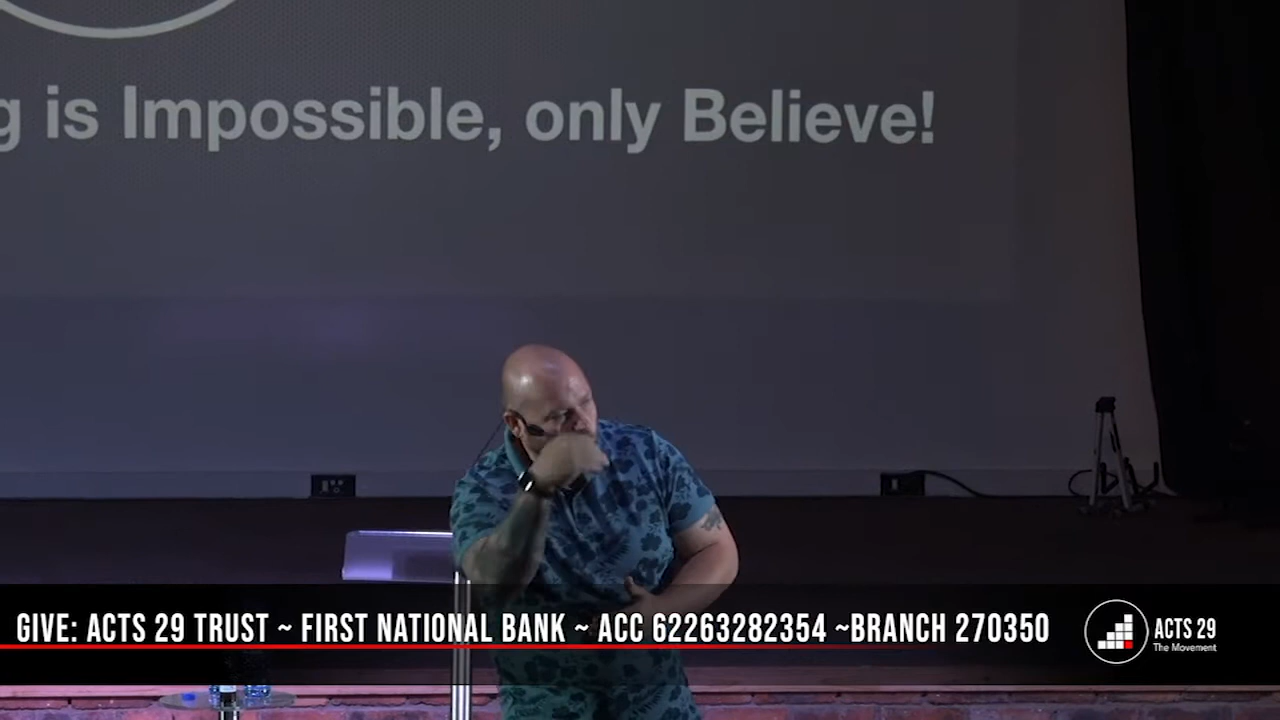 g is Impossible, only Believe!
GIVE: ACTS 29 TRUST ~ FIRST NATIONAL BANK ~ ACC 62263282354 ~BRANCH 270350
ACTS 29
The Movement